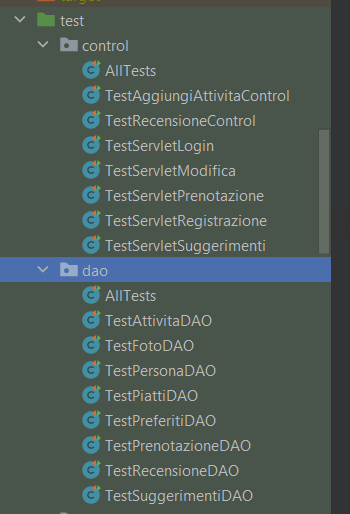 target
test
control
AllTests
TestAggiungiAttivitaControl
TestRecensioneControl
TestServletLogin
TestServletModifica
TestServletPrenotazione
TestServletRegistrazione
TestServletSuggerimenti
dao
AllTests
TestAttivitaDAO
TestFotoDAO
TestPersonaDAO
TestPiattiDAO
TestPreferitiDAO
TestPrenotazioneDAO
TestRecensioneDAO
TestSuggerimentiDAO